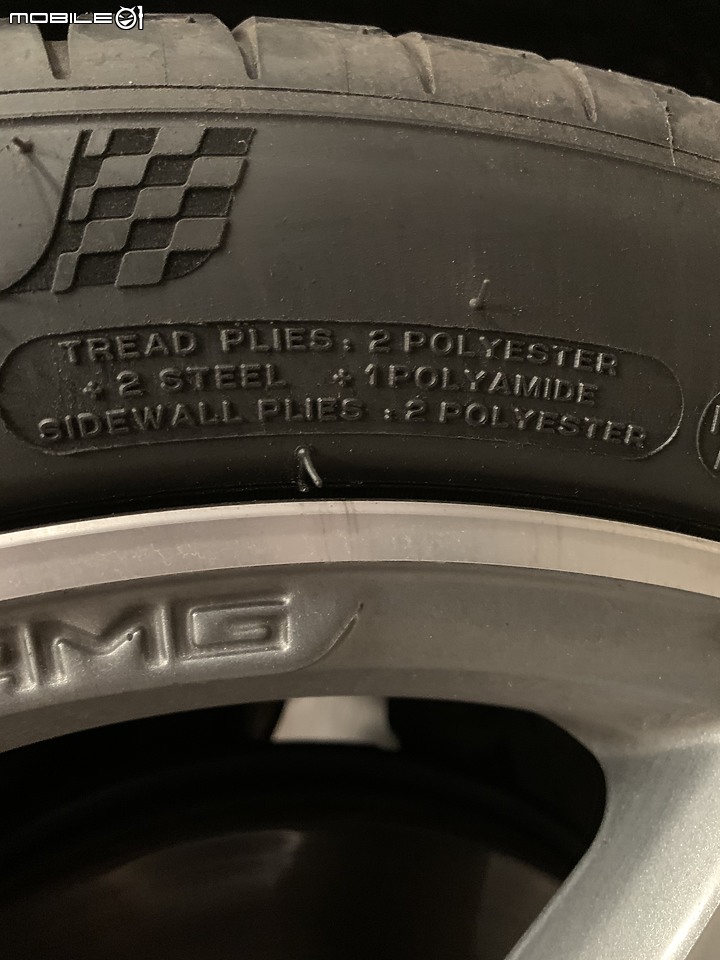 MOBILE01
TREAD PLIES: 2 POLYESTER
+ 2 STEEL + 1 POLYAMIDE
SIDEWALL PLIES : 2 POLYESTER
AMG